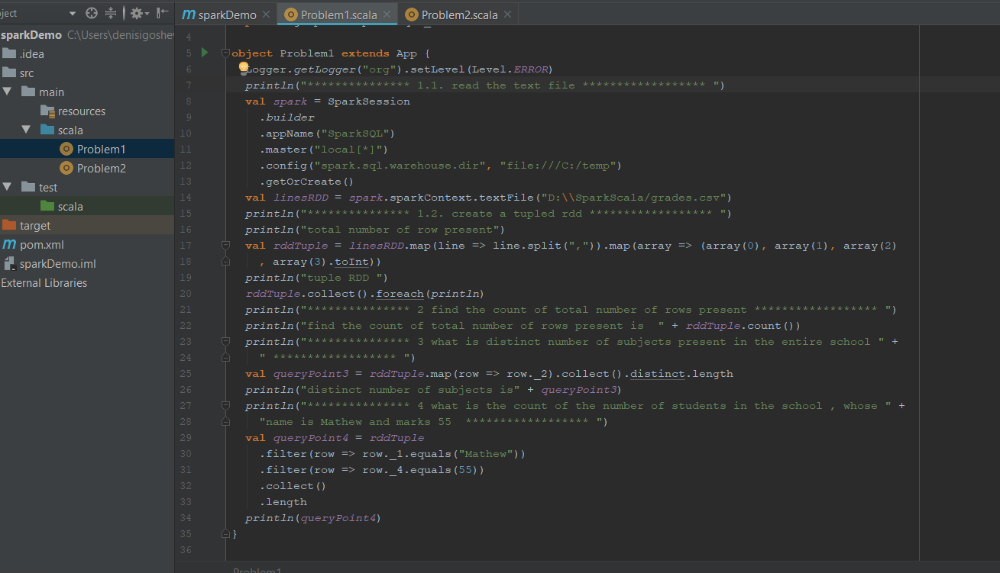 ject
sparkDemo C:\Users\denisigoshev
.idea
src
main
resources
scala
Problem1
Problem2
test
scala
target
m pom.xml
sparkDemo.iml
External Libraries
m sparkDemo × Problem1.scala × Problem2.scala ×
4
5 object Problem1 extends App {
6 Logger.getLogger("org").setLevel(Level.ERROR)
7 println("*************** 1.1. read the text file ****************** ")
8 val spark = SparkSession
9 .builder
10 .appName("SparkSQL")
11 .master("local[*]")
12 .config("spark.sql.warehouse.dir", "file:///C:/temp")
13 .getOrCreate()
14 val linesRDD = spark.sparkContext.textFile("D:\\SparkScala/grades.csv")
15 println("*************** 1.2. create a tupled rdd ****************** ")
16 println("total number of row present")
17 val rddTuple = linesRDD.map(line => line.split(",")).map(array => (array(0), array(1), array(2)
18 , array(3).toInt))
19 println("tuple RDD ")
20 rddTuple.collect().foreach(println)
21 println("*************** 2 find the count of total number of rows present ****************** ")
22 println("find the count of total number of rows present is  " + rddTuple.count())
23 println("*************** 3 what is distinct number of subjects present in the entire school " +
24 " ****************** ")
25 val queryPoint3 = rddTuple.map(row => row._2).collect().distinct.length
26 println("distinct number of subjects is" + queryPoint3)
27 println("*************** 4 what is the count of the number of students in the school , whose " +
28 "name is Mathew and marks 55  ****************** ")
29 val queryPoint4 = rddTuple
30 .filter(row => row._1.equals("Mathew"))
31 .filter(row => row._4.equals(55))
32 .collect()
33 .length
34 println(queryPoint4)
35 }
36
Problem1